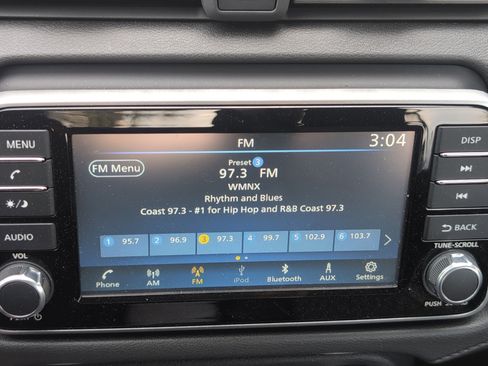 FM
3:04
FM Menu
Preset 3
97.3 FM
WMNX
Rhythm and Blues
Coast 97.3 - #1 for Hip Hop and R&B Coast 97.3
1 95.7 2 96.9 3 97.3 4 99.7 5 102.9 6 103.7
Phone AM FM iPod Bluetooth AUX Settings
MENU
AUDIO
VOL
DISP
BACK
TUNE-SCROLL
PUSH